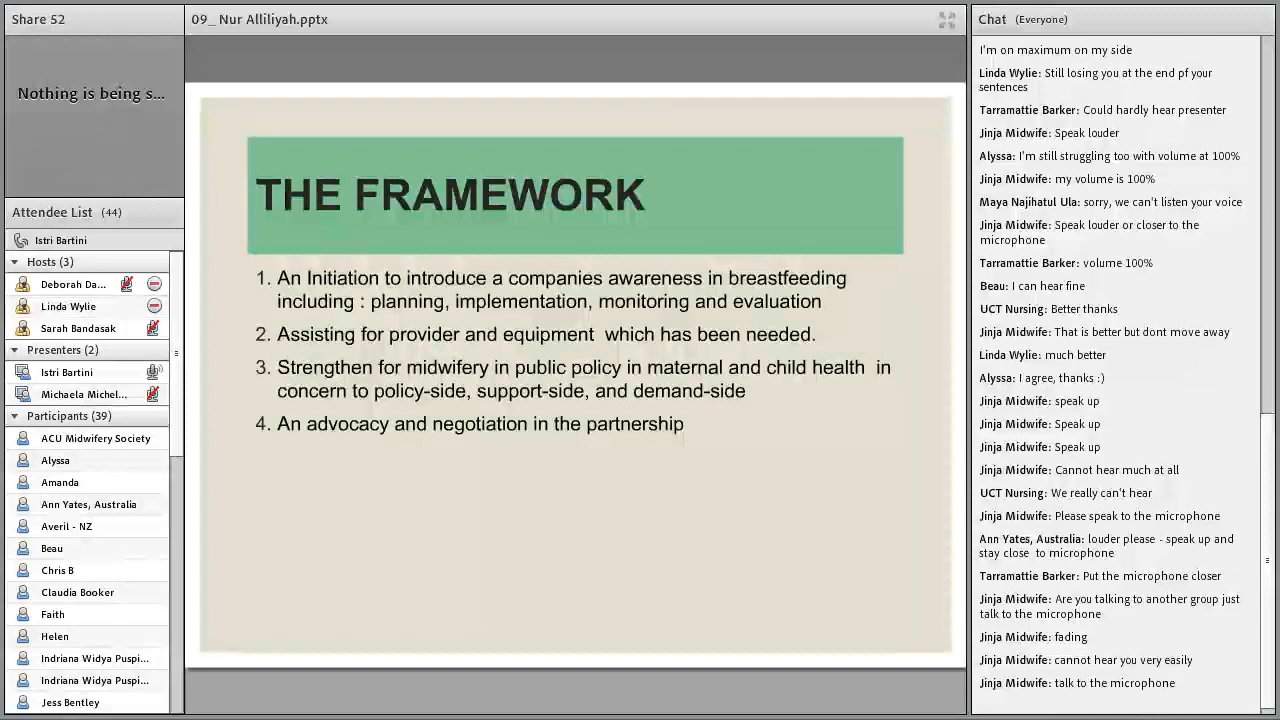 Share 52
Nothing is being s...
Attendee List (44)
Istri Bartini
Hosts (3)
Deborah Da...
Linda Wylie
Sarah Bandasak
Presenters (2)
Istri Bartini
Michaela Michel...
Participants (39)
ACU Midwifery Society
Alyssa
Amanda
Ann Yates, Australia
Averil - NZ
Beau
Chris B
Claudia Booker
Faith
Helen
Indriana Widya Puspi...
Indriana Widya Puspi...
Jess Bentley
09_ Nur Alliliyah.pptx
THE FRAMEWORK
1. An Initiation to introduce a companies awareness in breastfeeding
including : planning, implementation, monitoring and evaluation
2. Assisting for provider and equipment which has been needed.
3. Strengthen for midwifery in public policy in maternal and child health in
concern to policy-side, support-side, and demand-side
4. An advocacy and negotiation in the partnership
Chat (Everyone)
I'm on maximum on my side
Linda Wylie: Still losing you at the end pf your
sentences
Tarramattie Barker: Could hardly hear presenter
Jinja Midwife: Speak louder
Alyssa: I'm still struggling too with volume at 100%
Jinja Midwife: my volume is 100%
Maya Najihatul Ula: sorry, we can't listen your voice
Jinja Midwife: Speak louder or closer to the
microphone
Tarramattie Barker: volume 100%
Beau: I can hear fine
UCT Nursing: Better thanks
Jinja Midwife: That is better but dont move away
Linda Wylie: much better
Alyssa: I agree, thanks :)
Jinja Midwife: speak up
Jinja Midwife: Speak up
Jinja Midwife: Speak up
Jinja Midwife: Cannot hear much at all
UCT Nursing: We really can't hear
Jinja Midwife: Please speak to the microphone
Ann Yates, Australia: louder please - speak up and
stay close to microphone
Tarramattie Barker: Put the microphone closer
Jinja Midwife: Are you talking to another group just
talk to the microphone
Jinja Midwife: fading
Jinja Midwife: cannot hear you very easily
Jinja Midwife: talk to the microphone